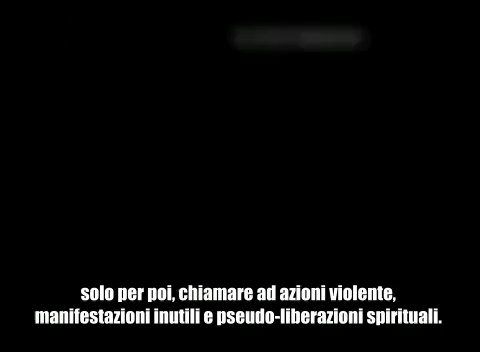 solo per poi, chiamare ad azioni violente,
manifestazioni inutili e pseudo-liberazioni spirituali.